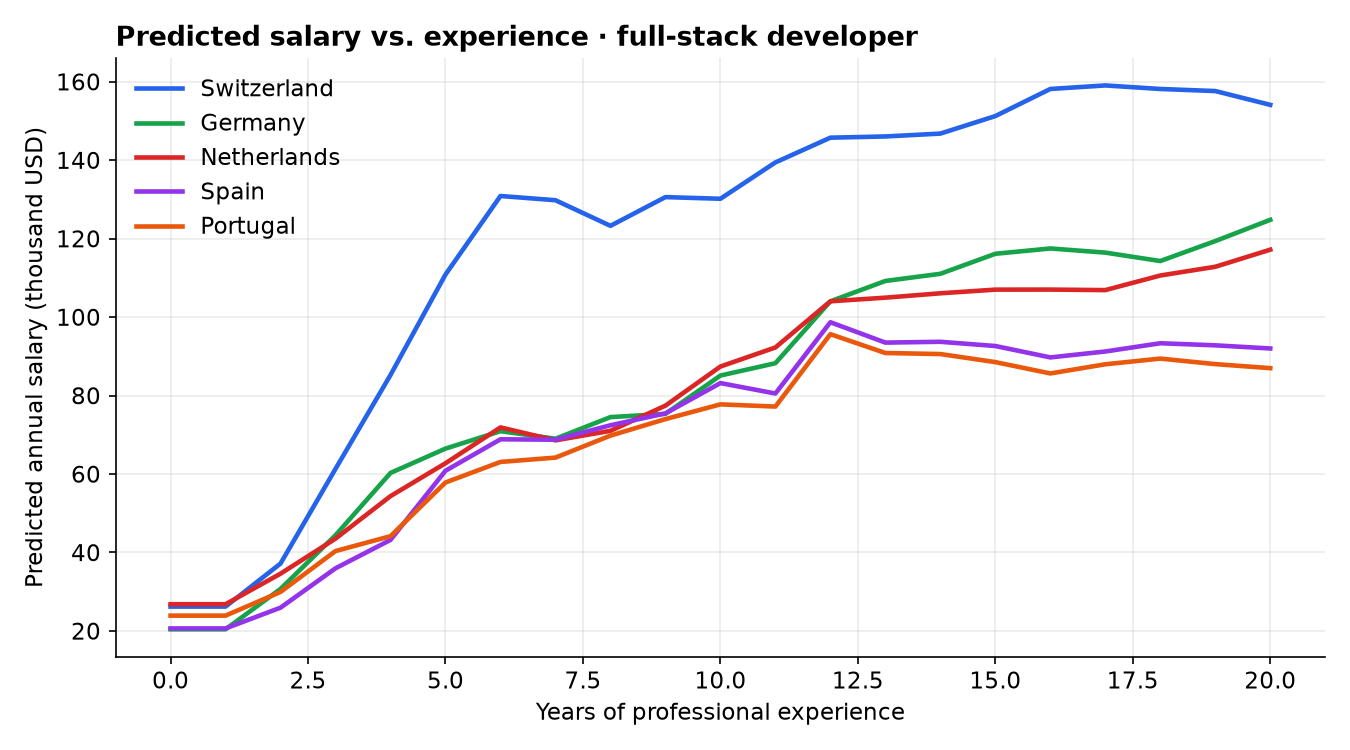 Predicted salary vs. experience · full-stack developer
Predicted annual salary (thousand USD)
160
140
120
100
80
60
40
20
Switzerland
Germany
Netherlands
Spain
Portugal
0.0 2.5 5.0 7.5 10.0 12.5 15.0 17.5 20.0
Years of professional experience